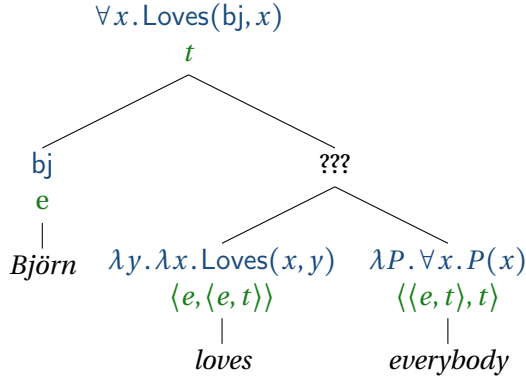 ∀x.Loves(bj,x)
t
bj ???
e
Björn λy.λx.Loves(x,y) λP.∀x.P(x)
⟨e,⟨e,t⟩⟩ ⟨⟨e,t⟩,t⟩
loves everybody